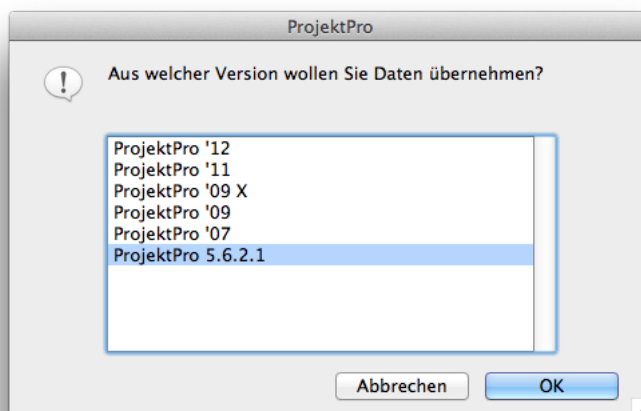 ProjektPro
Aus welcher Version wollen Sie Daten übernehmen?
ProjektPro '12
ProjektPro '11
ProjektPro '09 X
ProjektPro '09
ProjektPro '07
ProjektPro 5.6.2.1
Abbrechen
OK